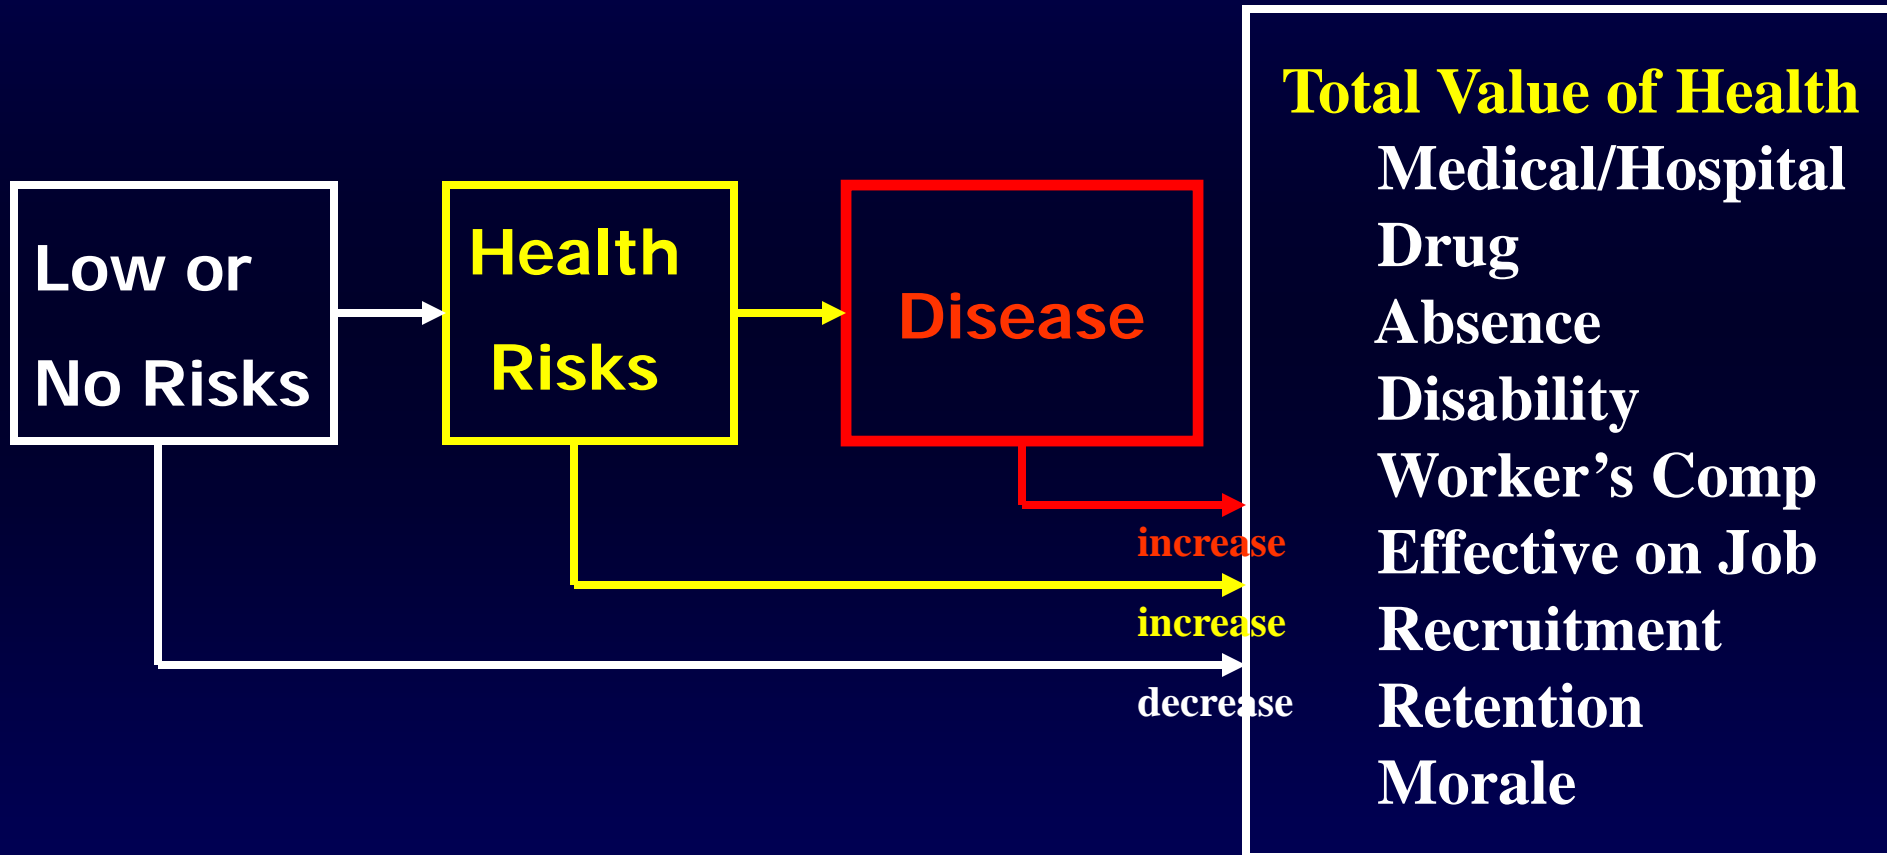 Low or
No Risks
Health
Risks
Disease
increase
increase
decrease
Total Value of Health
Medical/Hospital
Drug
Absence
Disability
Worker’s Comp
Effective on Job
Recruitment
Retention
Morale